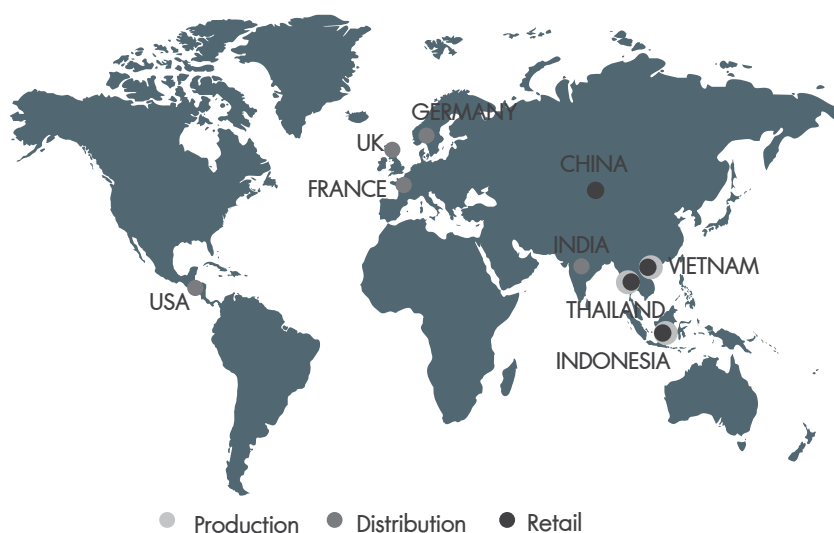 GERMANY
UK
CHINA
FRANCE
INDIA
VIETNAM
USA
THAILAND
INDONESIA
Production Distribution Retail